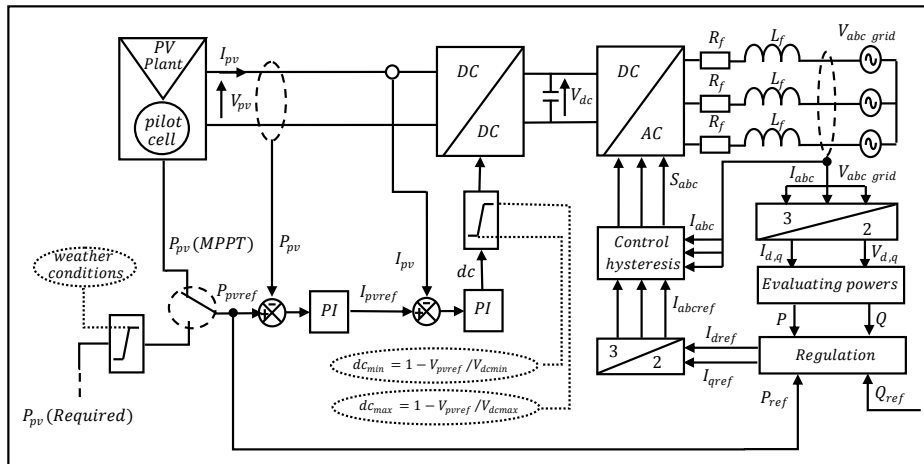 PV
Plant
pilot
cell
I_pv
V_pv
DC
DC
V_dc
DC
AC
R_f
L_f
R_f
L_f
R_f
L_f
V_abc grid
I_abc
V_abc grid
S_abc
3
2
I_d,q
V_d,q
Evaluating powers
P
Q
Regulation
P_ref
Q_ref
I_dref
I_qref
3
2
I_abcref
Control
hysteresis
I_abc
weather
conditions
P_pv(MPPT)
P_pv
I_pv
P_pvref
PI
I_pvref
PI
dc
P_pv(Required)
dc_min = 1 − V_pvref/V_dcmin
dc_max = 1 − V_pvref/V_dcmax